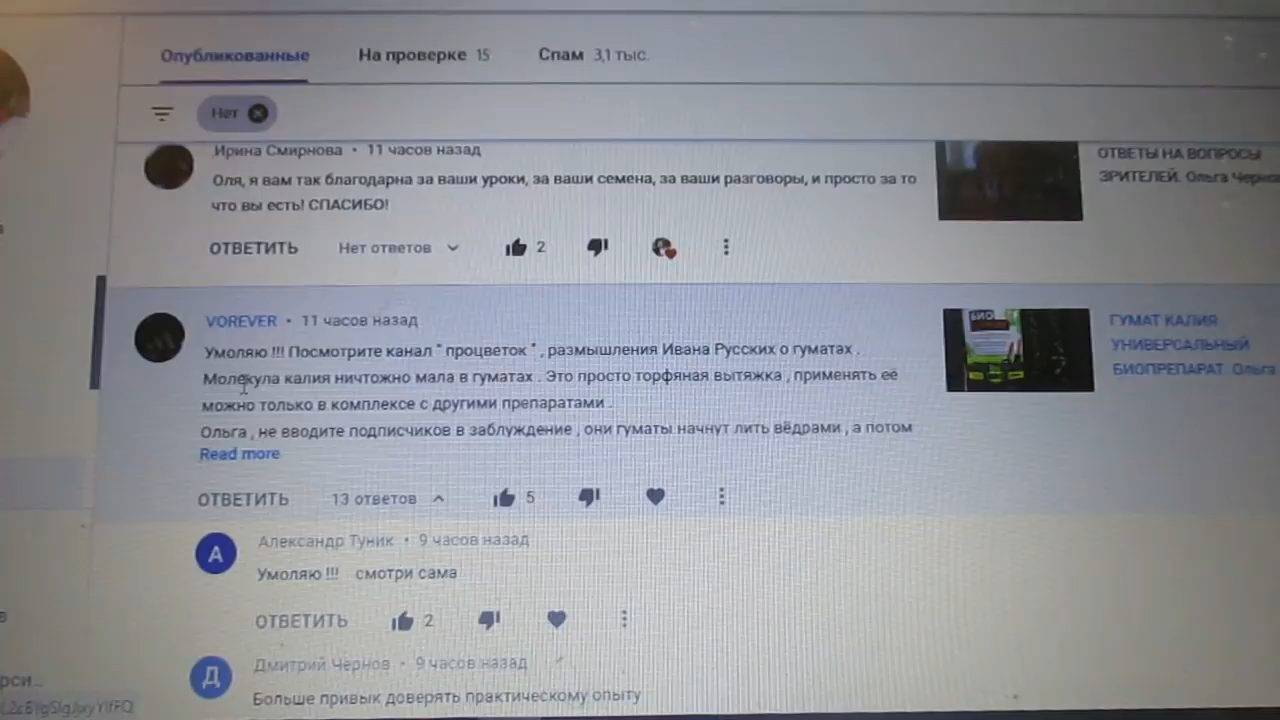 Опубликованные На проверке 15 Спам 3,1 тыс.
Нет
Ирина Смирнова • 11 часов назад
Оля, я вам так благодарна за ваши уроки, за ваши семена, за ваши разговоры, и просто за то
что вы есть! СПАСИБО!
ОТВЕТЫ НА ВОПРОСЫ
ЗРИТЕЛЕЙ. Ольга
ОТВЕТИТЬ Нет ответов 2
VOREVER • 11 часов назад
Умоляю !!! Посмотрите канал " процветок " , размышления Ивана Русских о гуматах .
Молекула калия ничтожно мала в гуматах . Это просто торфяная вытяжка , применять её
можно только в комплексе с другими препаратами .
Ольга , не вводите подписчиков в заблуждение , они гуматы начнут лить вёдрами , а потом
Read more
БИО
ГУМАТ КАЛИЯ
УНИВЕРСАЛЬНЫЙ
БИОПРЕПАРАТ. Ольга
ОТВЕТИТЬ 13 ответов 5
А
Александр Туник • 9 часов назад
Умоляю !!! смотри сама
ОТВЕТИТЬ 2
Д
Дмитрий Чернов • 9 часов назад
Больше привык доверять практическому опыту